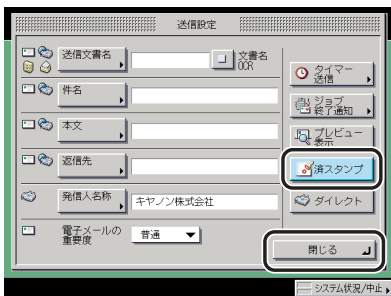 送信設定
送信文書名
文書名
OCR
件名
本文
返信先
発信人名称
キヤノン株式会社
電子メールの
重要度
普通
タイマー
送信
ジョブ
終了通知
プレビュー
表示
済スタンプ
ダイレクト
閉じる
システム状況/中止